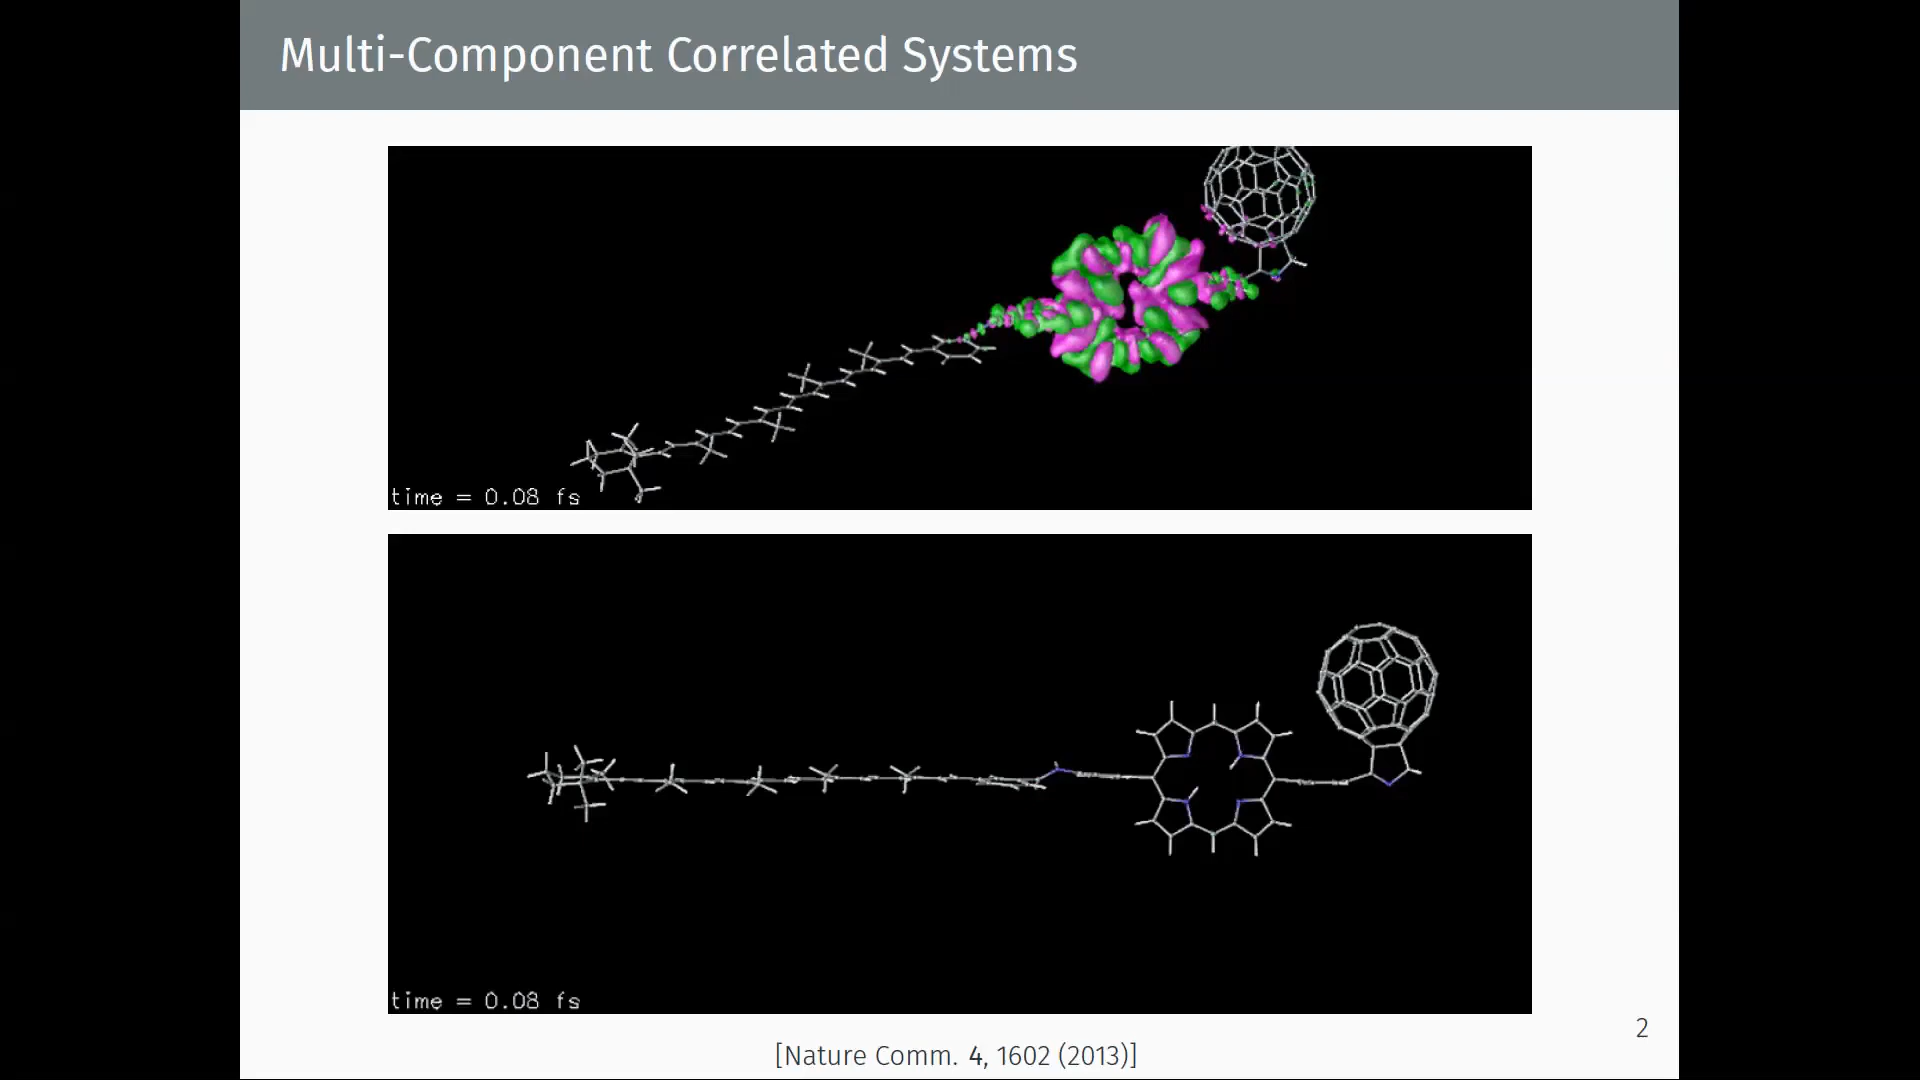 Multi-Component Correlated Systems
time = 0.08 fs
time = 0.08 fs
2
[Nature Comm. 4, 1602 (2013)]